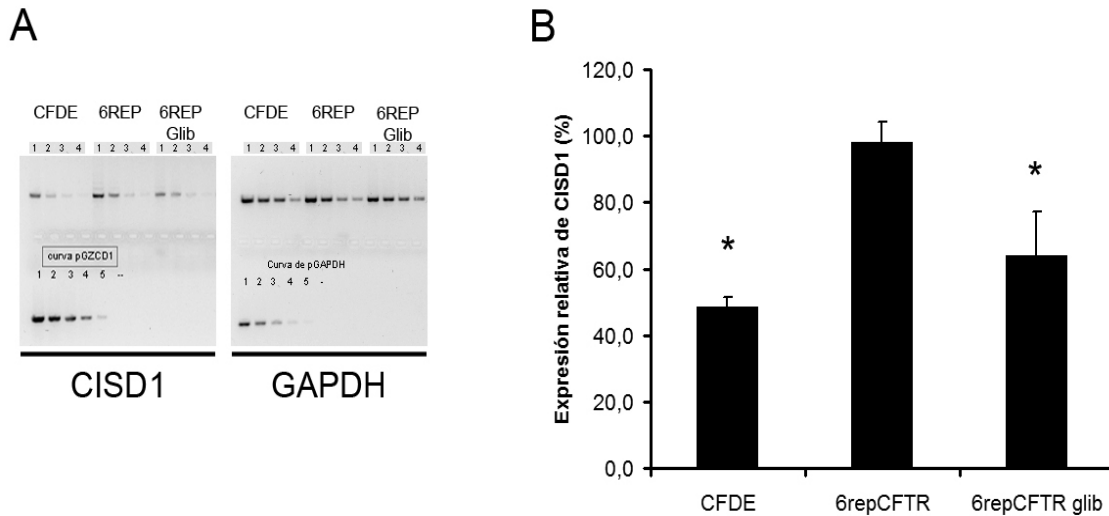 A
CFDE 6REP 6REP
Glib
1 2 3 4 1 2 3 4 1 2 3 4
curva pGZCD1
1 2 3 4 5 --
CISD1
CFDE 6REP 6REP Glib
1 2 3 4 1 2 3 4 1 2 3 4
Curva de pGAPDH
1 2 3 4 5 -
GAPDH
B
Expresión relativa de CISD1 (%)
120,0
100,0
80,0
60,0
40,0
20,0
0,0
*
*
CFDE 6repCFTR 6repCFTR glib